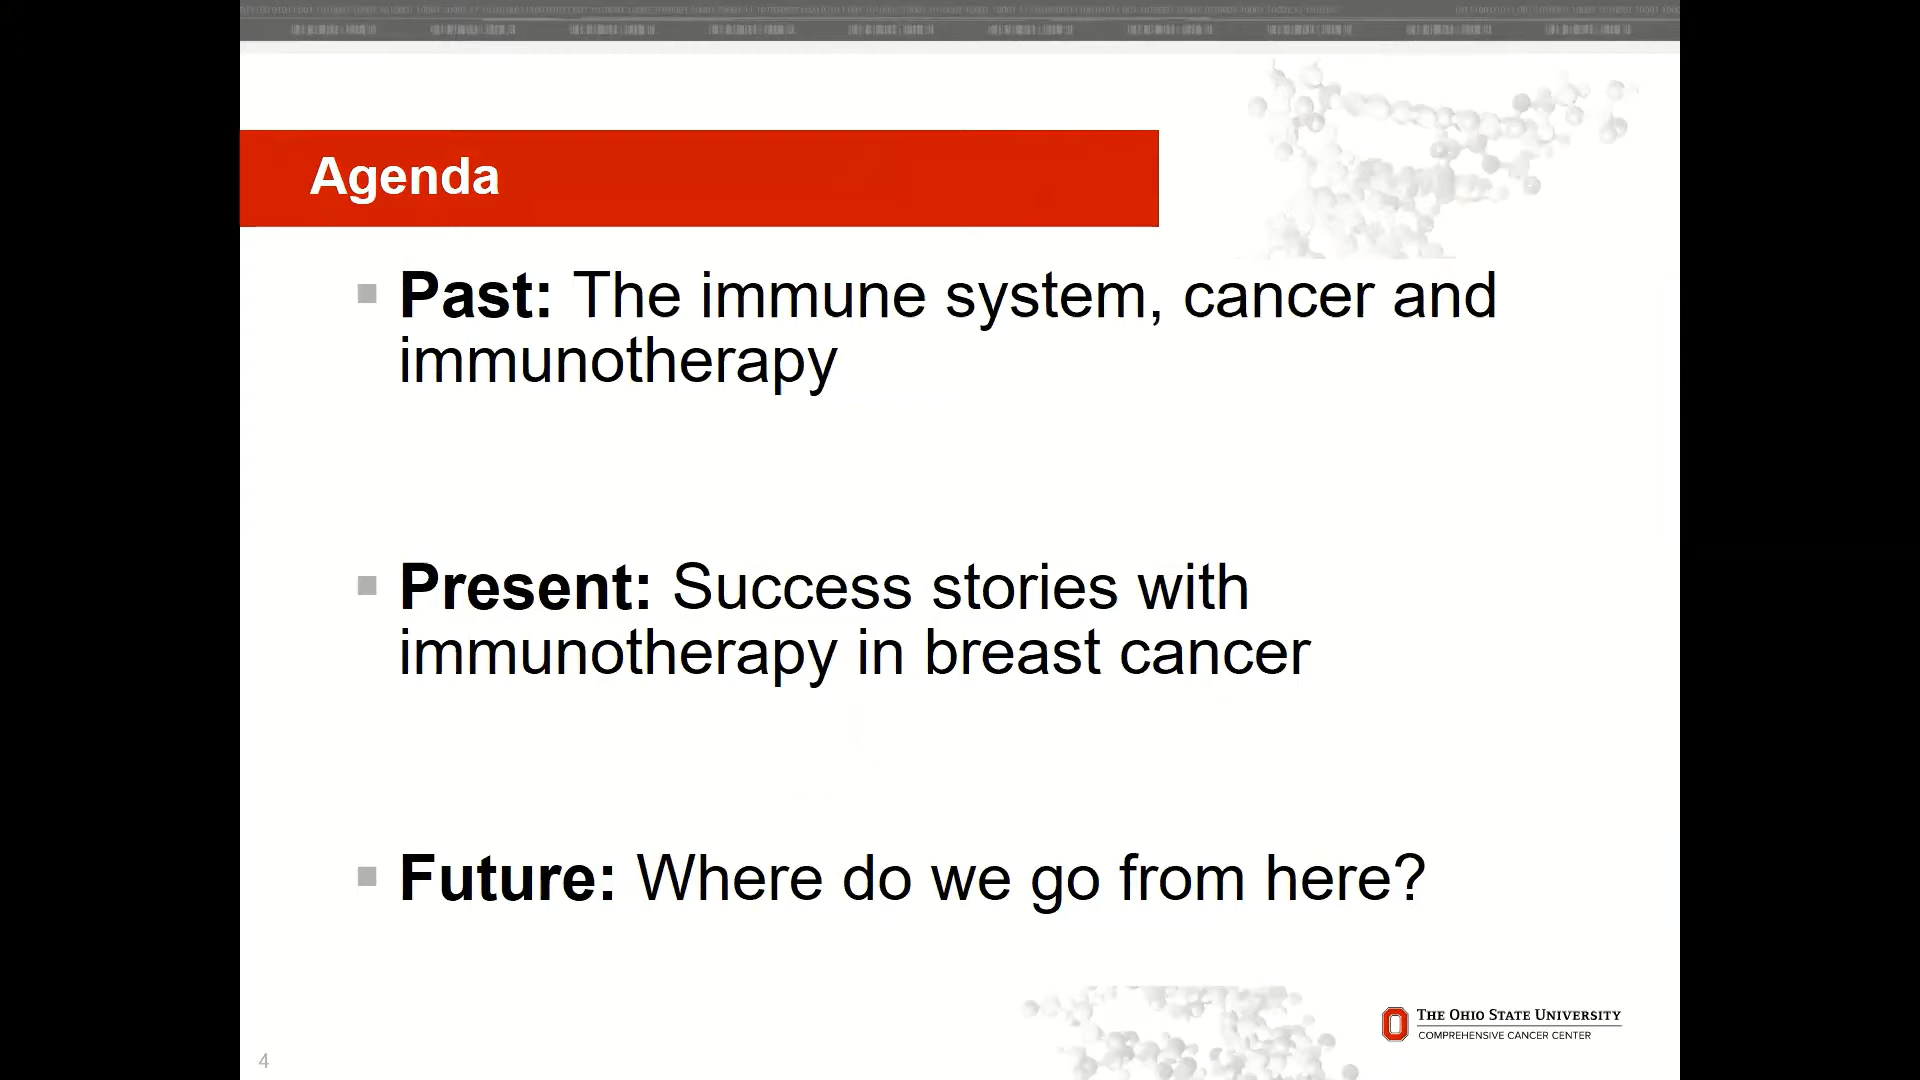 Agenda
Past: The immune system, cancer and
immunotherapy
Present: Success stories with
immunotherapy in breast cancer
Future: Where do we go from here?
THE OHIO STATE UNIVERSITY
COMPREHENSIVE CANCER CENTER
4